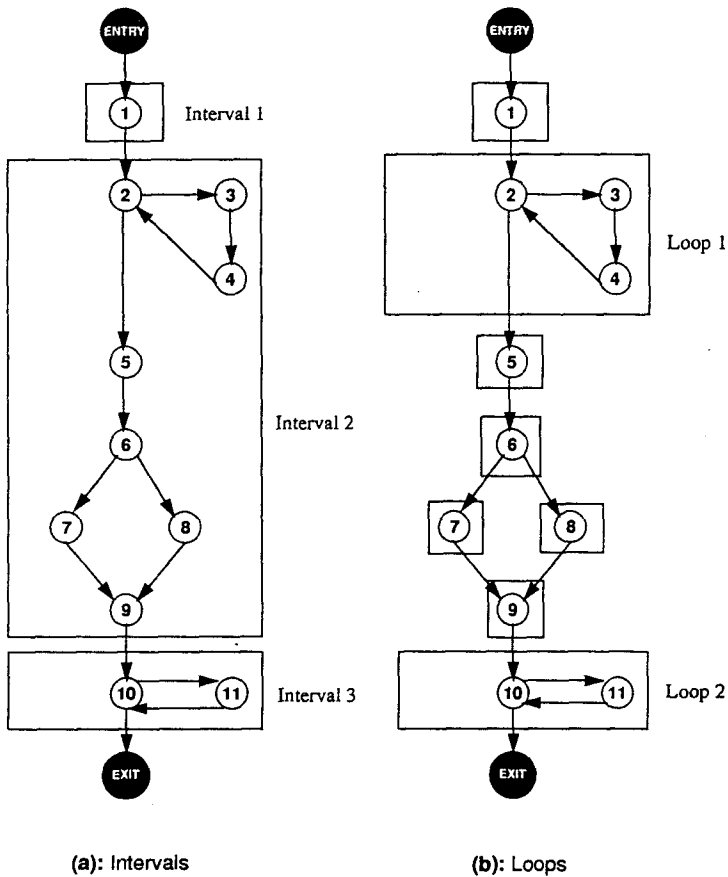 ENTRY
1
Interval 1
2
3
4
5
Interval 2
6
7
8
9
10
11
Interval 3
EXIT
(a): Intervals
ENTRY
1
2
3
Loop 1
4
5
6
7
8
9
10
11
Loop 2
EXIT
(b): Loops